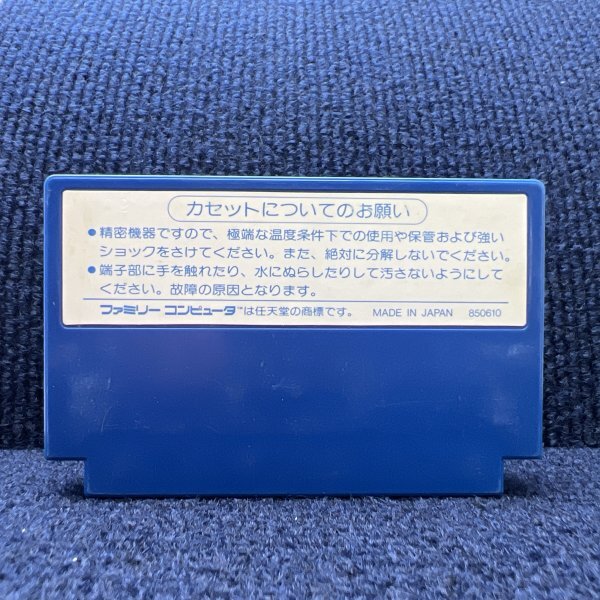 カセットについてのお願い
●精密機器ですので、極端な温度条件下での使用や保管および強い
ショックをさけてください。また、絶対に分解しないでください。
●端子部に手を触れたり、水にぬらしたりして汚さないようにして
ください。故障の原因となります。
ファミリーコンピュータ™は任天堂の商標です。 MADE IN JAPAN 850610